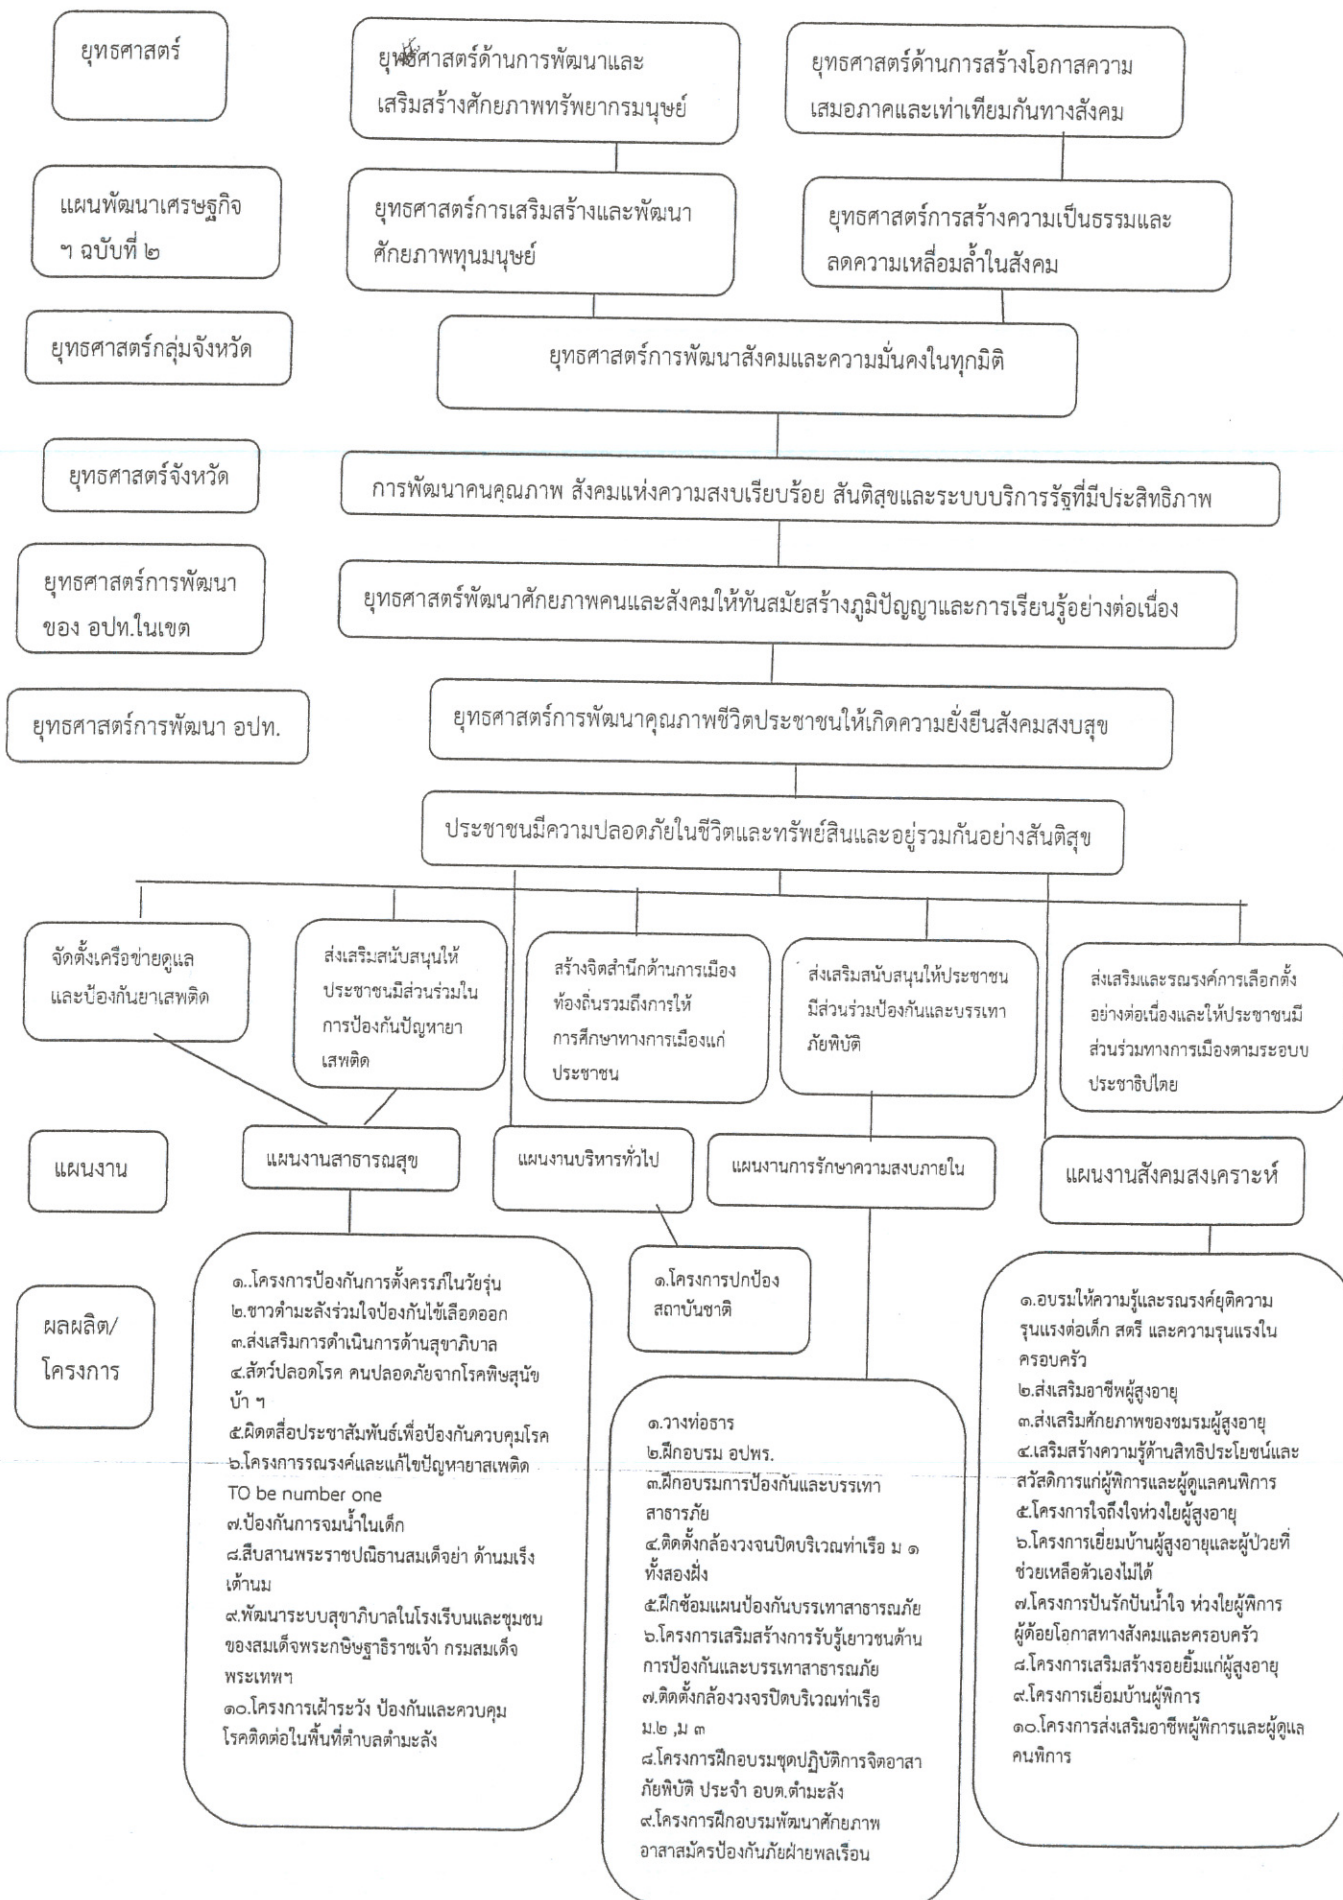 ยุทธศาสตร์
ยุทธศาสตร์ด้านการพัฒนาและ
เสริมสร้างศักยภาพทรัพยากรมนุษย์
ยุทธศาสตร์ด้านการสร้างโอกาสความ
เสมอภาคและเท่าเทียมกันทางสังคม
แผนพัฒนาเศรษฐกิจ
ฯ ฉบับที่ ๒
ยุทธศาสตร์การเสริมสร้างและพัฒนา
ศักยภาพทุนมนุษย์
ยุทธศาสตร์การสร้างความเป็นธรรมและ
ลดความเหลื่อมล้ำในสังคม
ยุทธศาสตร์กลุ่มจังหวัด
ยุทธศาสตร์การพัฒนาสังคมและความมั่นคงในทุกมิติ
ยุทธศาสตร์จังหวัด
การพัฒนาคนคุณภาพ สังคมแห่งความสงบเรียบร้อย สันติสุขและระบบบริการรัฐที่มีประสิทธิภาพ
ยุทธศาสตร์การพัฒนา
ของ อปท.ในเขต
ยุทธศาสตร์พัฒนาศักยภาพคนและสังคมให้ทันสมัยสร้างภูมิปัญญาและการเรียนรู้อย่างต่อเนื่อง
ยุทธศาสตร์การพัฒนา อปท.
ยุทธศาสตร์การพัฒนาคุณภาพชีวิตประชาชนให้เกิดความยั่งยืนสังคมสงบสุข
ประชาชนมีความปลอดภัยในชีวิตและทรัพย์สินและอยู่รวมกันอย่างสันติสุข
จัดตั้งเครือข่ายดูแล
และป้องกันยาเสพติด
ส่งเสริมสนับสนุนให้
ประชาชนมีส่วนร่วมใน
การป้องกันปัญหายา
เสพติด
สร้างจิตสำนึกด้านการเมือง
ท้องถิ่นรวมถึงการให้
การศึกษาทางการเมืองแก่
ประชาชน
ส่งเสริมสนับสนุนให้ประชาชน
มีส่วนร่วมป้องกันและบรรเทา
ภัยพิบัติ
ส่งเสริมและรณรงค์การเลือกตั้ง
อย่างต่อเนื่องและให้ประชาชนมี
ส่วนร่วมทางการเมืองตามระอบบ
ประชาธิปไตย
แผนงาน
แผนงานสาธารณสุข
แผนงานบริหารทั่วไป
แผนงานการรักษาความสงบภายใน
แผนงานสังคมสงเคราะห์
ผลผลิต/
โครงการ
๑..โครงการป้องกันการตั้งครรภ์ในวัยรุ่น
๒.ชาวตำมะลังร่วมใจป้องกันไข้เลือดออก
๓.ส่งเสริมการดำเนินการด้านสุขาภิบาล
๔.สัตว์ปลอดโรค คนปลอดภัยจากโรคพิษสุนัข
บ้า ฯ
๕.ผิดตสื่อประชาสัมพันธ์เพื่อป้องกันควบคุมโรค
๖.โครงการรณรงค์และแก้ไขปัญหายาสเพติด
TO be number one
๗.ป้องกันการจมน้ำในเด็ก
๘.สืบสานพระราชปณิธานสมเด็จย่า ด้านมเร็ง
เต้านม
๙.พัฒนาระบบสุขาภิบาลในโรงเรีบนและชุมชน
ของสมเด็จพระกษิษฐาธิราชเจ้า กรมสมเด็จ
พระเทพฯ
๑๐.โครงการเฝ้าระวัง ป้องกันและควบคุม
โรคติดต่อในพื้นที่ตำบลตำมะลัง
๑.โครงการปกป้อง
สถาบันชาติ
๑.วางท่อธาร
๒.ฝึกอบรม อปพร.
๓.ฝึกอบรมการป้องกันและบรรเทา
สาธารภัย
๔.ติดตั้งกล้องวงจนปิดบริเวณท่าเรือ ม ๑
ทั้งสองฝั่ง
๕.ฝึกซ้อมแผนป้องกันบรรเทาสาธารณภัย
๖.โครงการเสริมสร้างการรับรู้เยาวชนด้าน
การป้องกันและบรรเทาสาธารณภัย
๗.ติดตั้งกล้องวงจรปิดบริเวณท่าเรือ
ม.๒ ,ม ๓
๘.โครงการฝึกอบรมชุดปฏิบัติการจิตอาสา
ภัยพิบัติ ประจำ อบต.ตำมะลัง
๙.โครงการฝึกอบรมพัฒนาศักยภาพ
อาสาสมัครป้องกันภัยฝ่ายพลเรือน
๑.อบรมให้ความรู้และรณรงค์ยุติความ
รุนแรงต่อเด็ก สตรี และความรุนแรงใน
ครอบครัว
๒.ส่งเสริมอาชีพผู้สูงอายุ
๓.ส่งเสริมศักยภาพของชมรมผู้สูงอายุ
๔.เสริมสร้างความรู้ด้านสิทธิประโยชน์และ
สวัสดิการแก่ผู้พิการและผู้ดูแลคนพิการ
๕.โครงการใจถึงใจห่วงใยผู้สูงอายุ
๖.โครงการเยี่ยมบ้านผู้สูงอายุและผู้ป่วยที่
ช่วยเหลือตัวเองไม่ได้
๗.โครงการปันรักปันน้ำใจ ห่วงใยผู้พิการ
ผู้ด้อยโอกาสทางสังคมและครอบครัว
๘.โครงการเสริมสร้างรอยยิ้มแก่ผู้สูงอายุ
๙.โครงการเยื่อมบ้านผู้พิการ
๑๐.โครงการส่งเสริมอาชีพผู้พิการและผู้ดูแล
คนพิการ